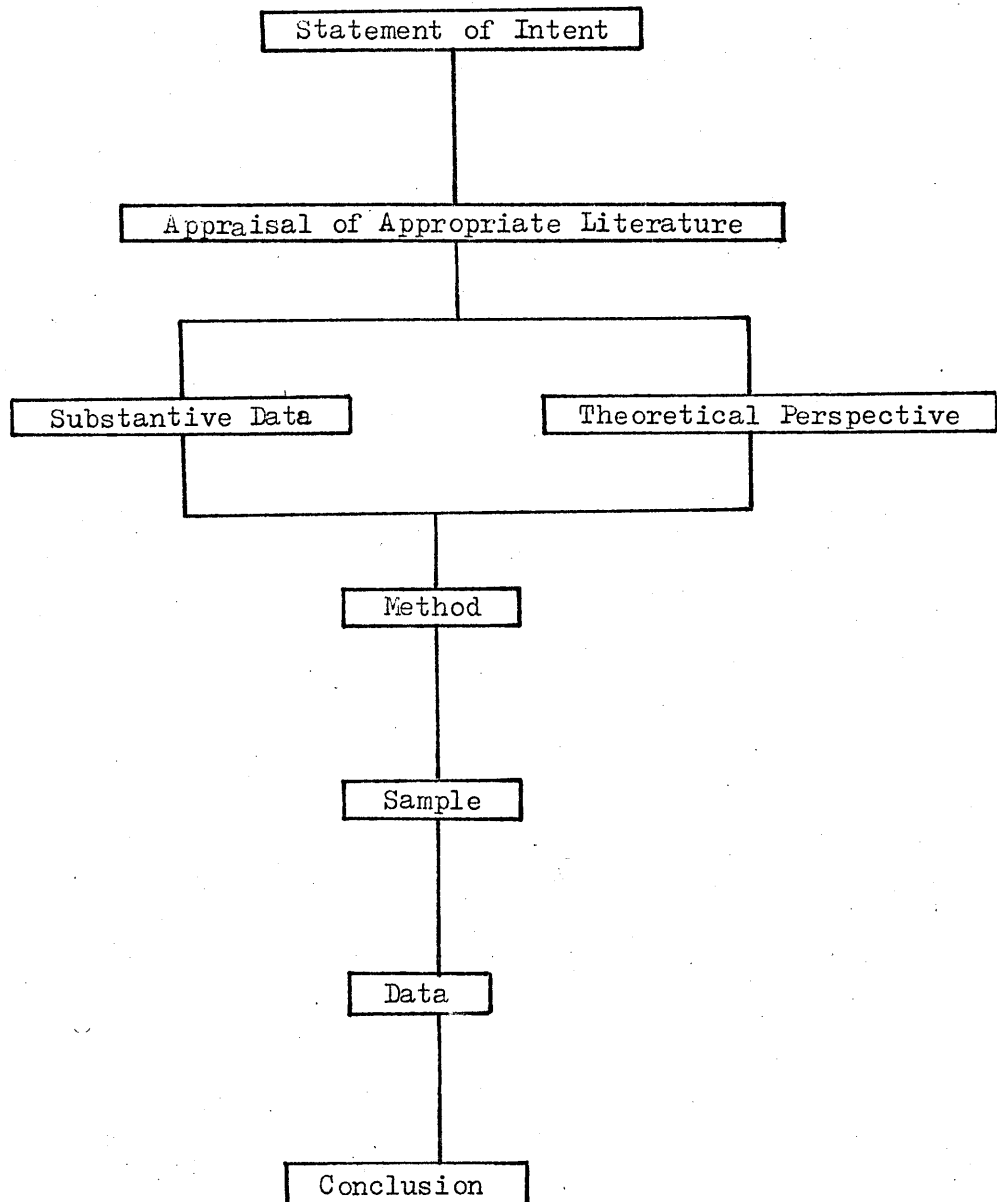 Statement of Intent
Appraisal of Appropriate Literature
Substantive Data
Theoretical Perspective
Method
Sample
Data
Conclusion